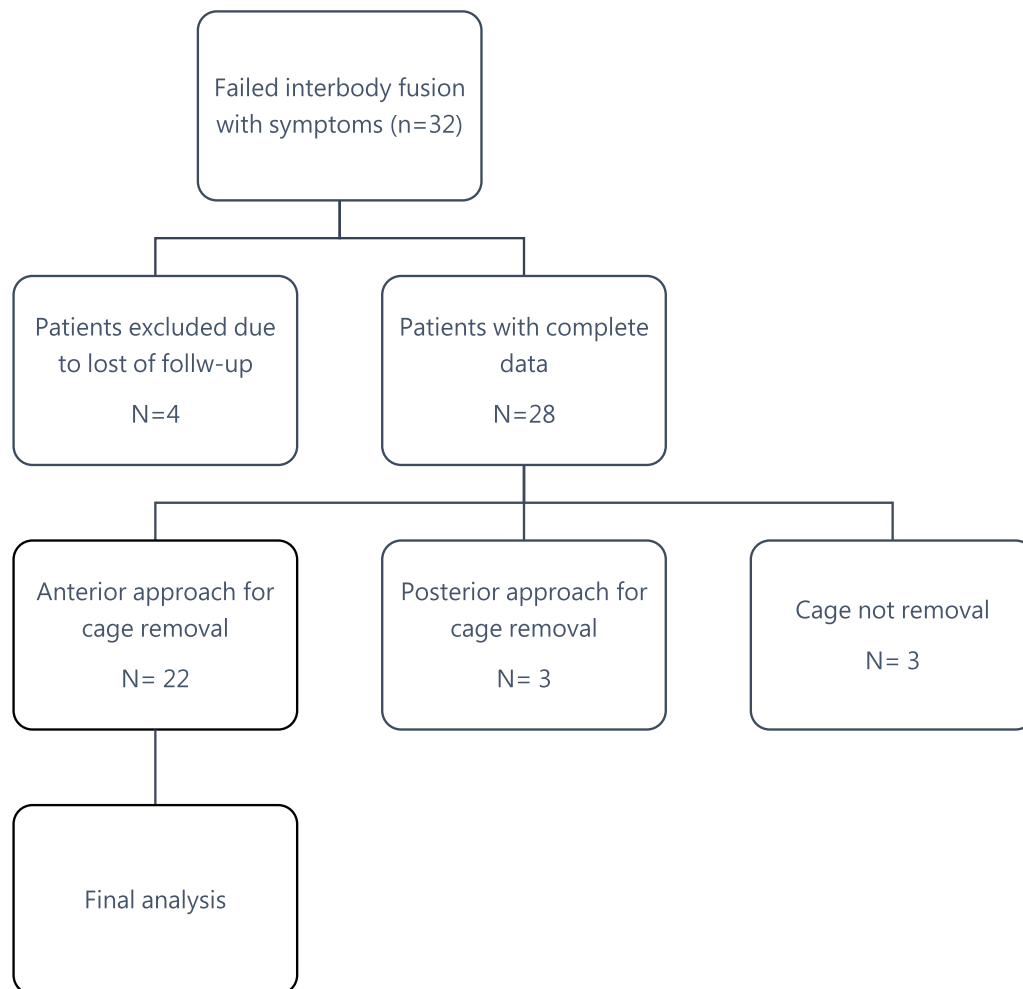 Failed interbody fusion
with symptoms (n=32)
Patients excluded due
to lost of follw-up
N=4
Patients with complete
data
N=28
Anterior approach for
cage removal
N= 22
Posterior approach for
cage removal
N= 3
Cage not removal
N= 3
Final analysis